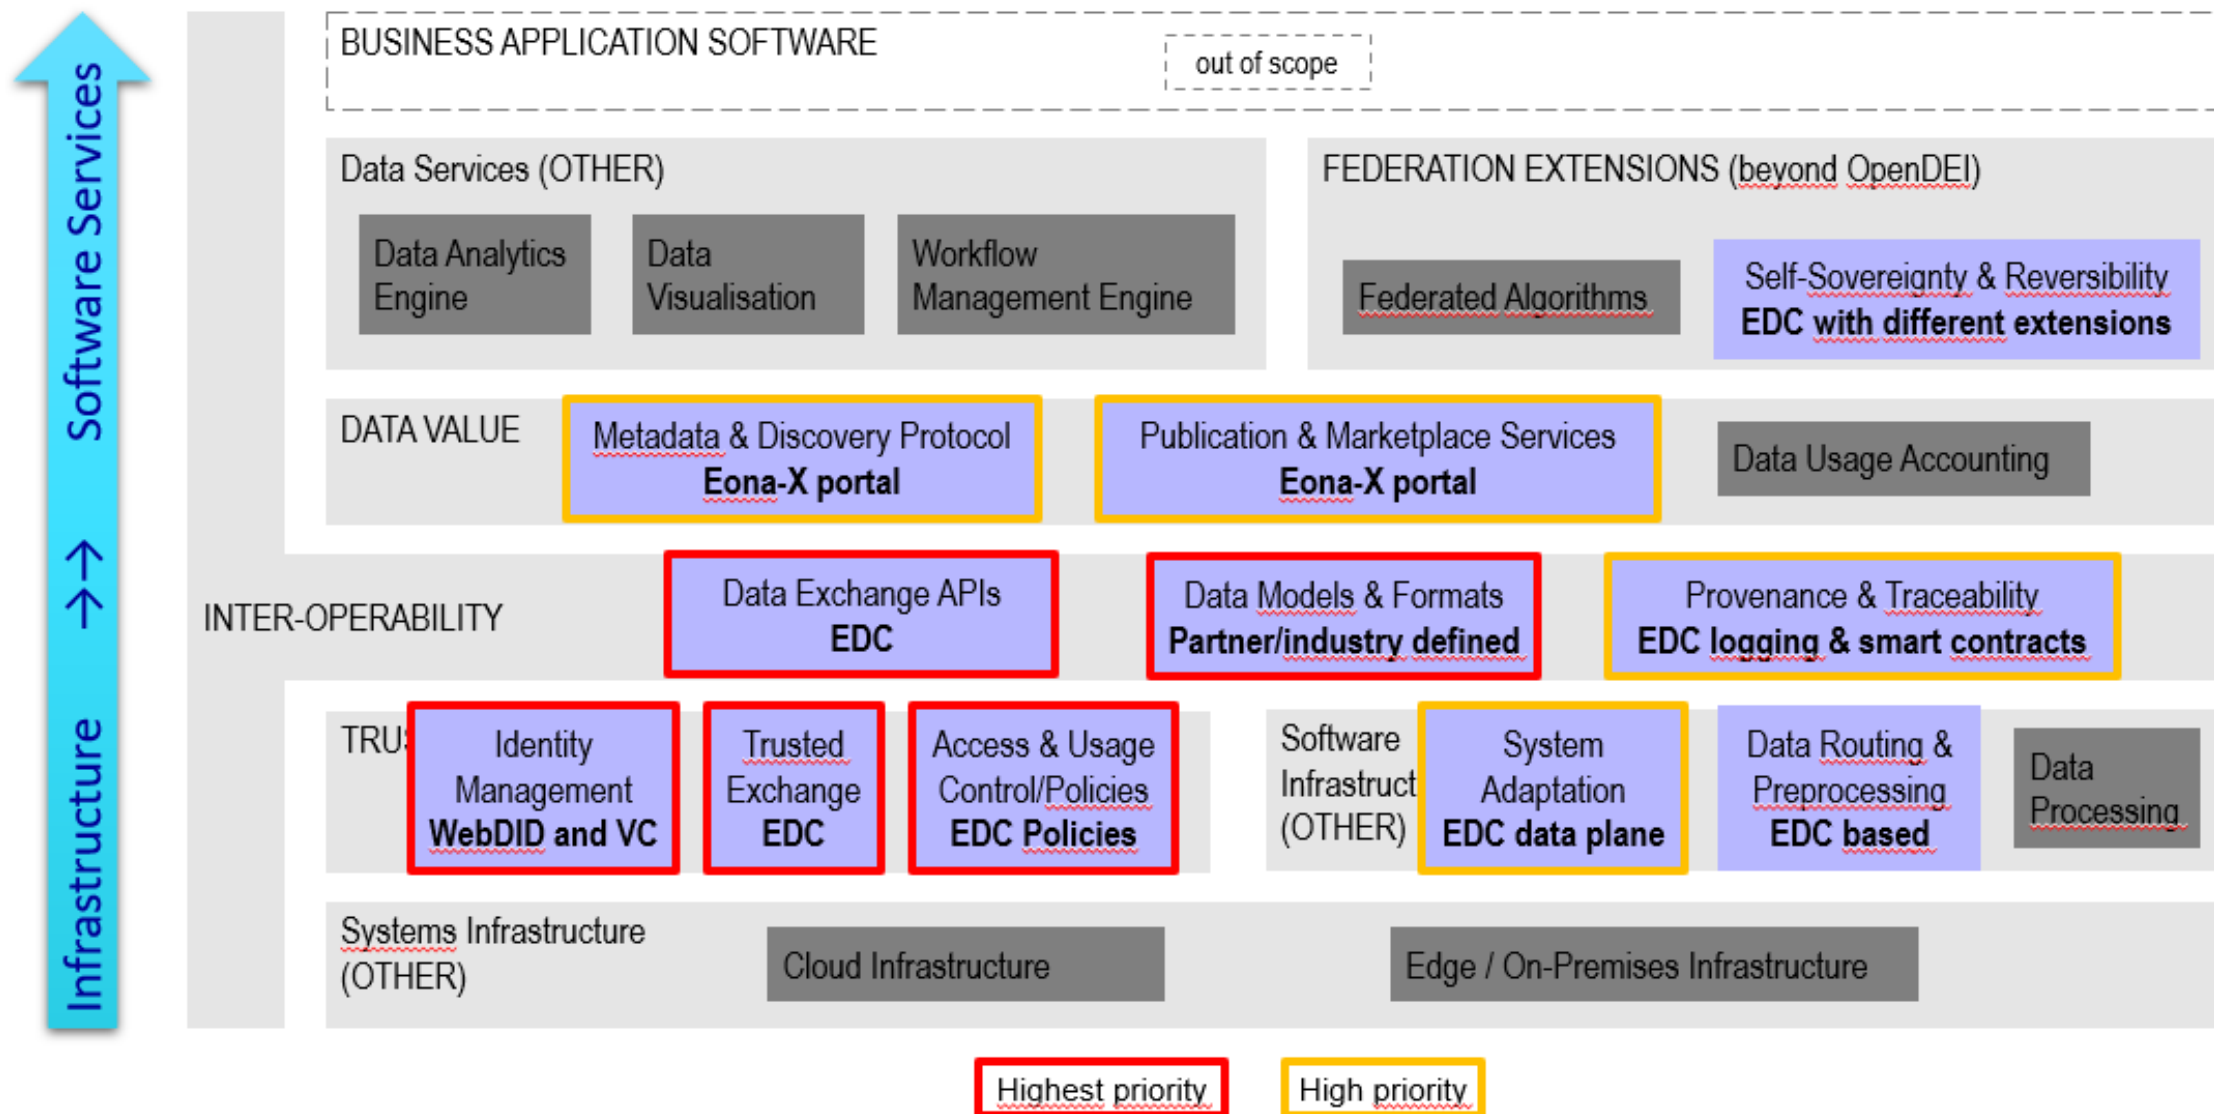 BUSINESS APPLICATION SOFTWARE
out of scope
Data Services (OTHER)
Data Analytics
Engine
Data
Visualisation
Workflow
Management Engine
FEDERATION EXTENSIONS (beyond OpenDEI)
Federated Algorithms
Self-Sovereignty & Reversibility
EDC with different extensions
DATA VALUE
Metadata & Discovery Protocol
Eona-X portal
Publication & Marketplace Services
Eona-X portal
Data Usage Accounting
INTER-OPERABILITY
Data Exchange APIs
EDC
Data Models & Formats
Partner/industry defined
Provenance & Traceability
EDC logging & smart contracts
TRUS
Identity
Management
WebDID and VC
Trusted
Exchange
EDC
Access & Usage
Control/Policies
EDC Policies
Software
Infrastruct
(OTHER)
System
Adaptation
EDC data plane
Data Routing &
Preprocessing
EDC based
Data
Processing
Systems Infrastructure
(OTHER)
Cloud Infrastructure
Edge / On-Premises Infrastructure
Infrastructure →→ Software Services
Highest priority
High priority